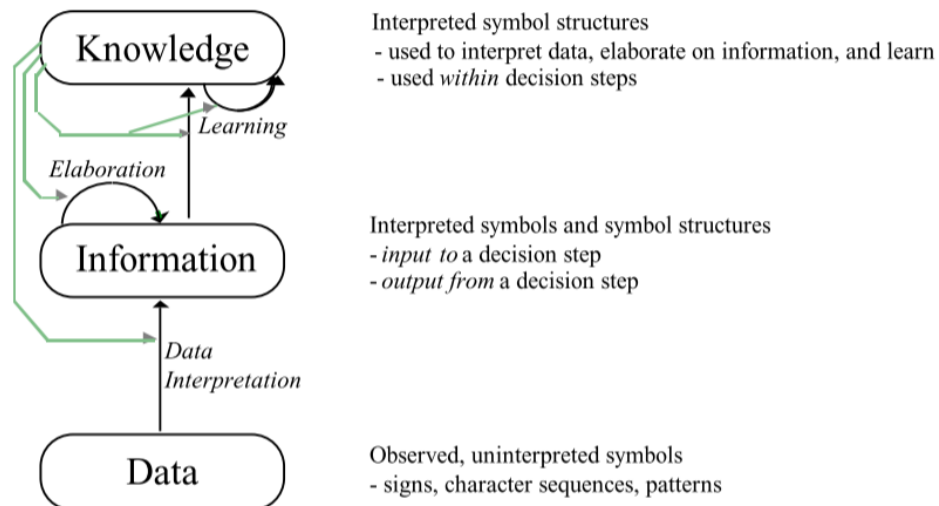 Knowledge
Interpreted symbol structures
- used to interpret data, elaborate on information, and learn
- used within decision steps
Learning
Elaboration
Information
Interpreted symbols and symbol structures
- input to a decision step
- output from a decision step
Data
Interpretation
Data
Observed, uninterpreted symbols
- signs, character sequences, patterns